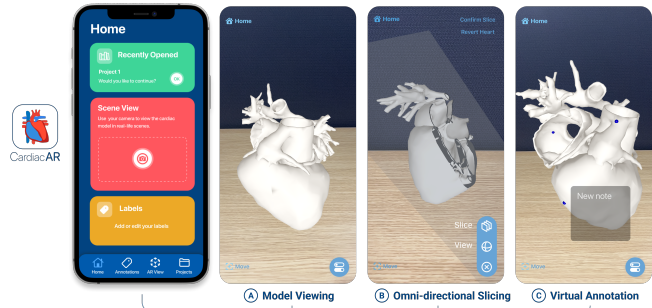 CardiacAR
Home
Recently Opened
Project 1
Would you like to continue?
Scene View
Use your camera to view the cardiac
model in real-life scenes.
Labels
Add or edit your labels
Home
Annotations
AR View
Projects
Home
Move
A Model Viewing
Home
Confirm Slice
Revert Heart
Slice
View
Move
B Omni-directional Slicing
Home
New note
Move
C Virtual Annotation